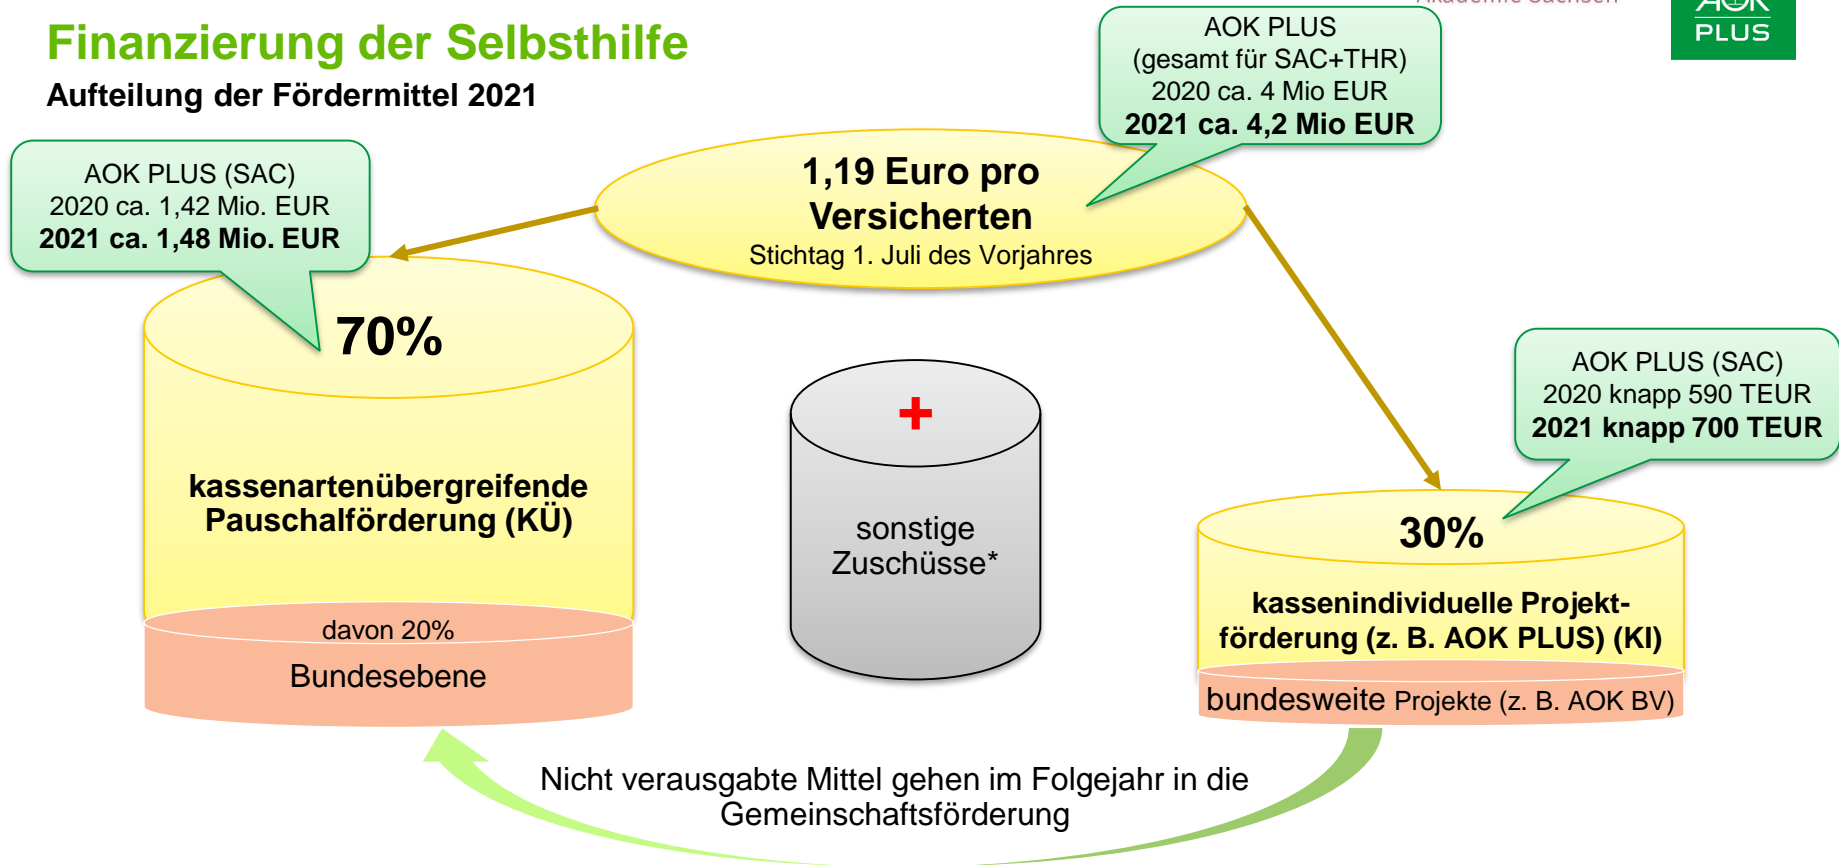 Finanzierung der Selbsthilfe
Aufteilung der Fördermittel 2021
Akademie Sachsen
AOK
PLUS
AOK PLUS
(gesamt für SAC+THR)
2020 ca. 4 Mio EUR
2021 ca. 4,2 Mio EUR
AOK PLUS (SAC)
2020 ca. 1,42 Mio. EUR
2021 ca. 1,48 Mio. EUR
1,19 Euro pro
Versicherten
Stichtag 1. Juli des Vorjahres
70%
kassenartenübergreifende
Pauschalförderung (KÜ)
davon 20%
Bundesebene
+
sonstige
Zuschüsse*
AOK PLUS (SAC)
2020 knapp 590 TEUR
2021 knapp 700 TEUR
30%
kassenindividuelle Projekt-
förderung (z. B. AOK PLUS) (KI)
bundesweite Projekte (z. B. AOK BV)
Nicht verausgabte Mittel gehen im Folgejahr in die
Gemeinschaftsförderung